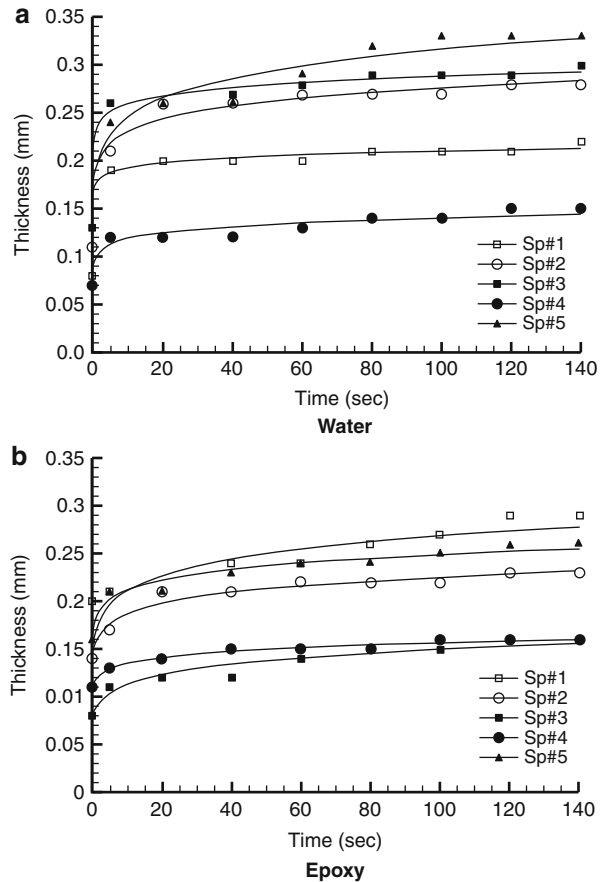 a
0.35
0.3
0.25
0.2
0.15
0.1
0.05
0.0
Thickness (mm)
0 20 40 60 80 100 120 140
Time (sec)
Water
Sp#1
Sp#2
Sp#3
Sp#4
Sp#5
b
0.35
0.3
0.25
0.2
0.15
0.012
0.05
0
Thickness (mm)
0 20 40 60 80 100 120 140
Time (sec)
Epoxy
Sp#1
Sp#2
Sp#3
Sp#4
Sp#5